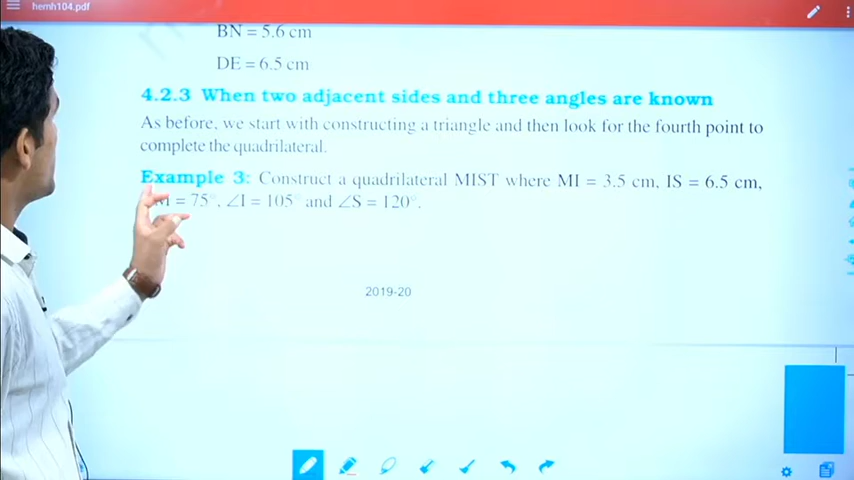 hemh104.pdf
BN = 5.6 cm
DE = 6.5 cm
4.2.3 When two adjacent sides and three angles are known
As before, we start with constructing a triangle and then look for the fourth point to
complete the quadrilateral.
Example 3: Construct a quadrilateral MIST where MI = 3.5 cm, IS = 6.5 cm,
M = 75°, ∠I = 105° and ∠S = 120°.
2019-20